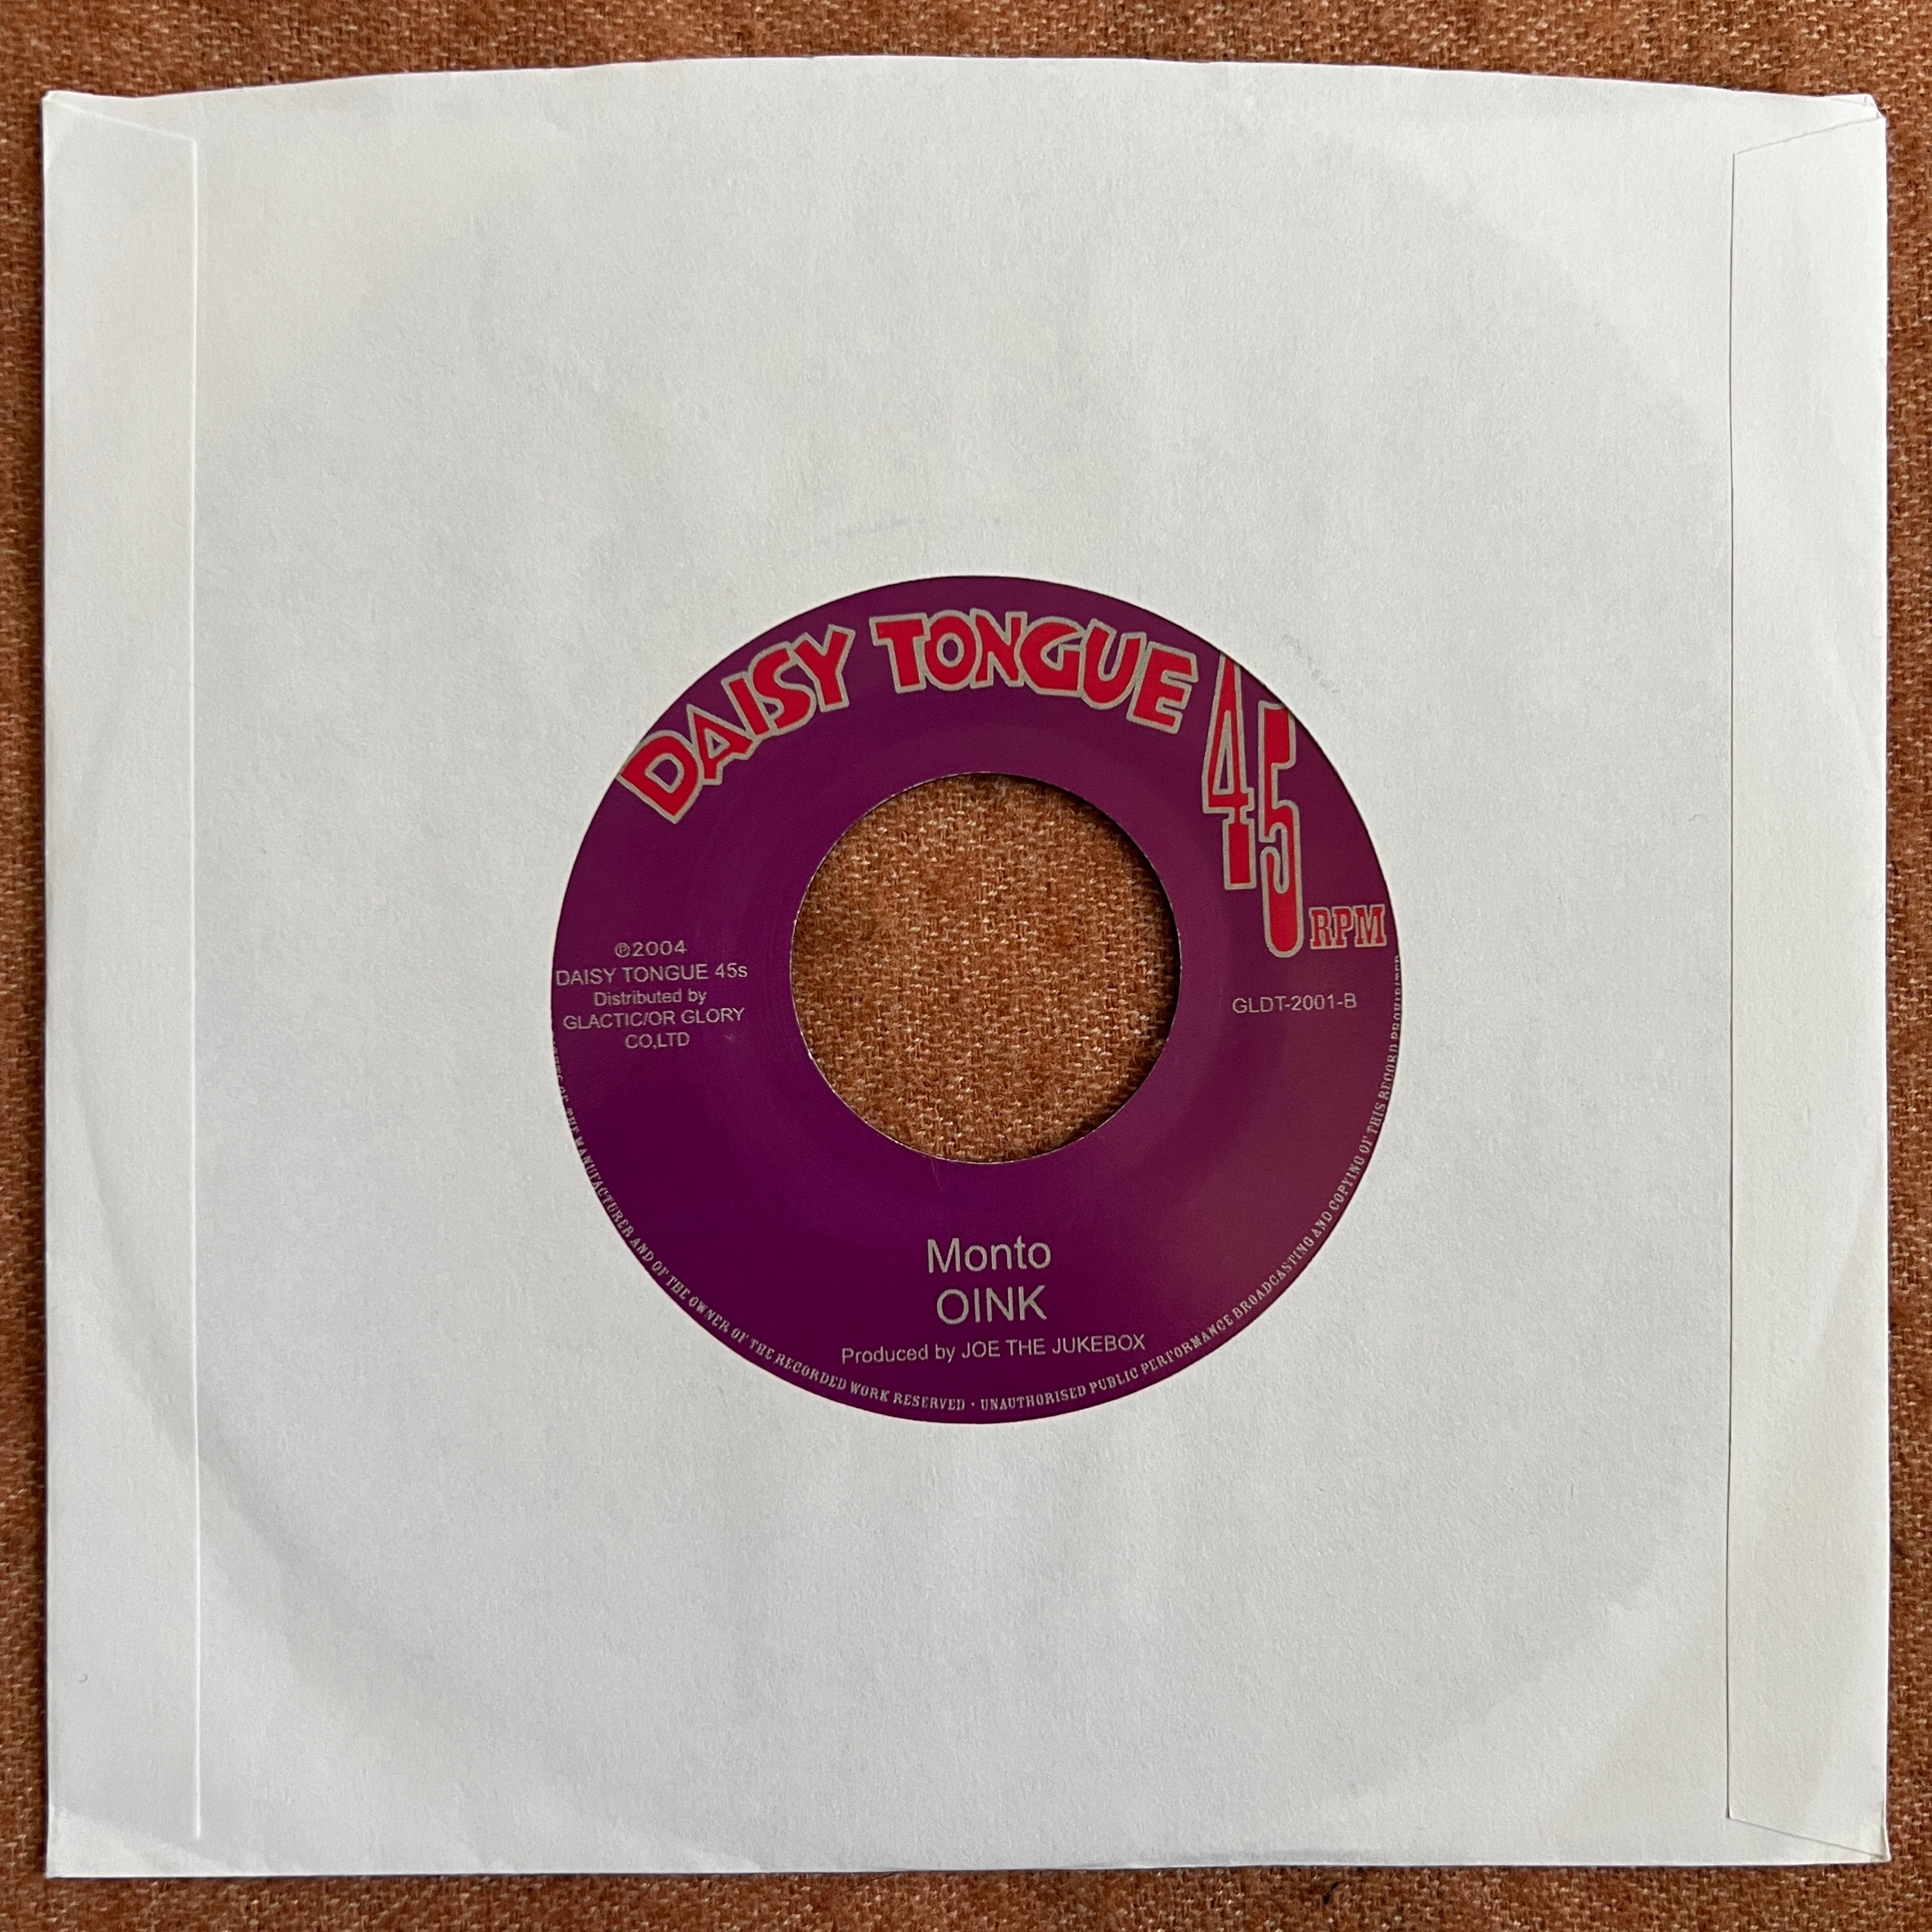 DAISY TONGUE
45
RPM
℗2004
DAISY TONGUE 45s
Distributed by
GLACTIC/OR GLORY
CO,LTD
GLDT-2001-B
Monto
OINK
Produced by JOE THE JUKEBOX
OF THE MANUFACTURER AND OF THE OWNER OF THE RECORDED WORK RESERVED • UNAUTHORISED PUBLIC PERFORMANCE BROADCASTING AND COPYING OF THIS RECORD PROHIBITED